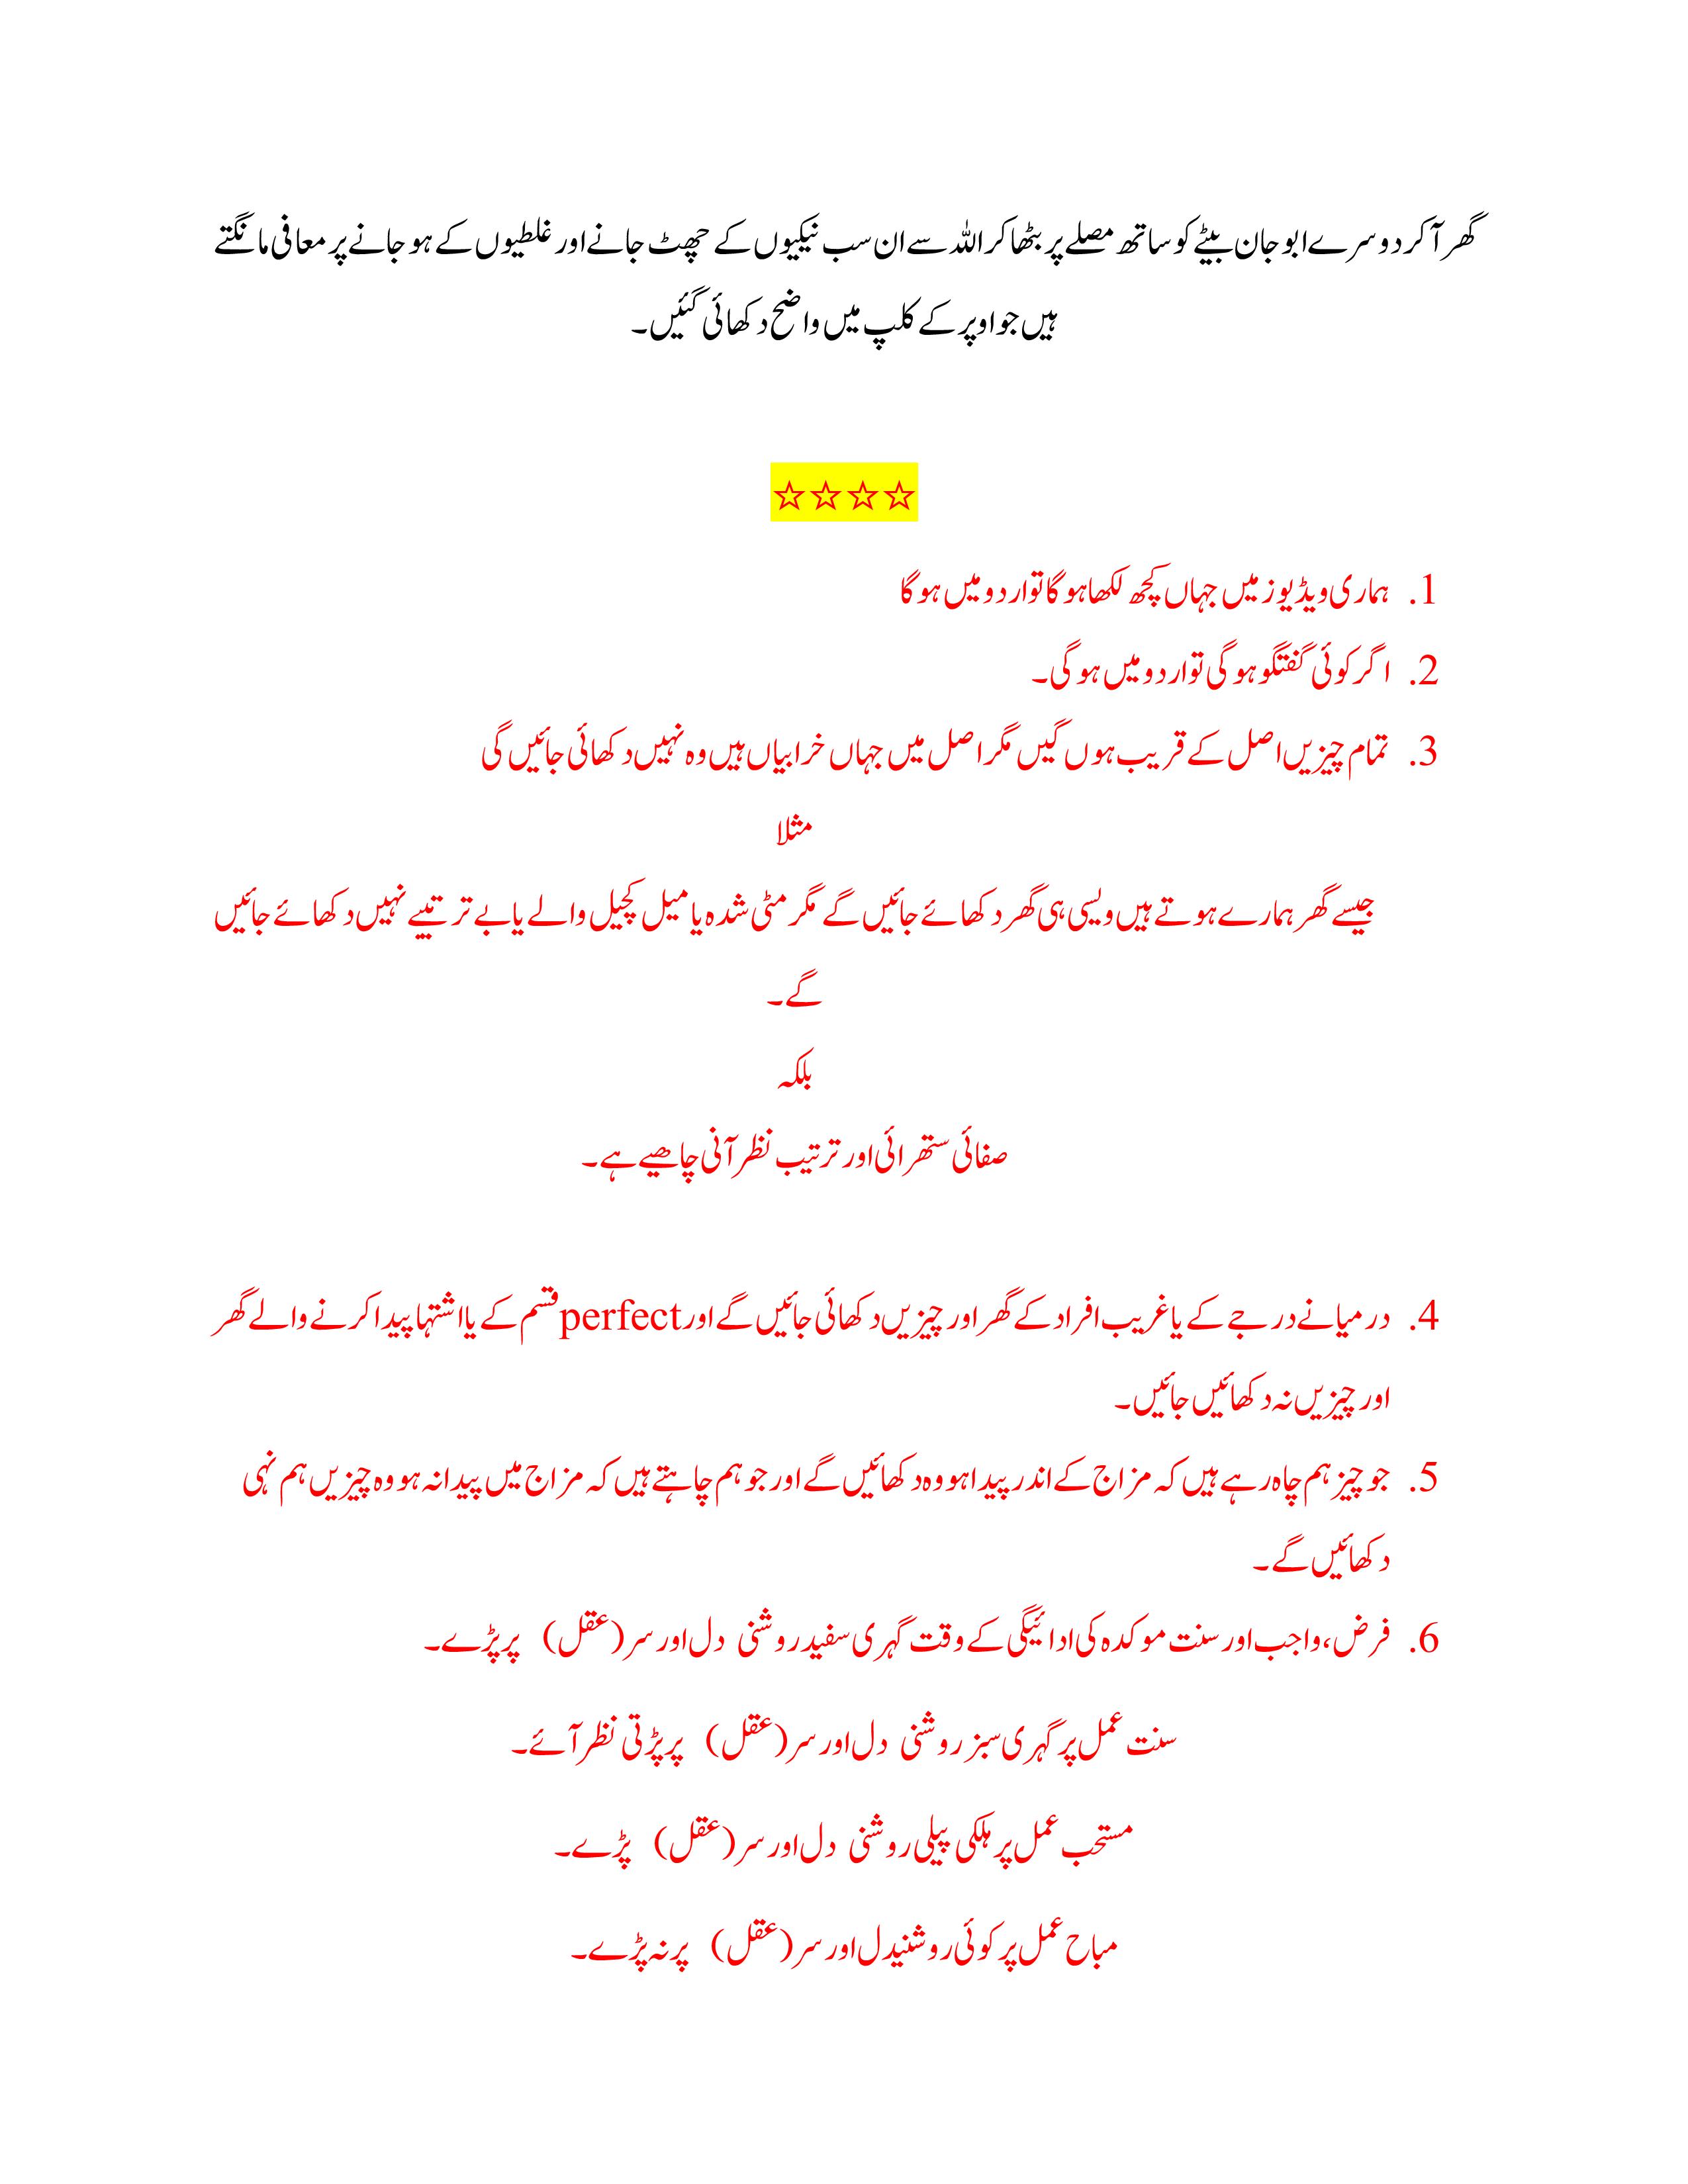 گھر آکر دوسرے ابو جان بیٹے کو ساتھ مصلے پر بٹھا کر اللہ سے ان سب نیکیوں کے چھٹ جانے اور غلطیوں کے ہو جانے پر معافی مانگتے
ہیں جو اوپر کے کلپ میں واضح دکھائی گئیں۔
☆☆☆☆
1. ہماری ویڈیوز میں جہاں کچھ لکھا ہو گا تو اردو میں ہو گا
2. اگر کوئی گفتگو ہو گی تو اردو میں ہو گی۔
3. تمام چیزیں اصل کے قریب ہوں گیں مگر اصل میں جہاں خرابیاں ہیں وہ نہیں دکھائی جائیں گی
مثلا
جیسے گھر ہمارے ہوتے ہیں ویسی ہی گھر دکھائے جائیں گے مگر مٹی شدہ یا میل کچیل والے یا بے ترتیبے نہیں دکھائے جائیں
گے۔
بلکہ
صفائی ستھرائی اور ترتیب نظر آنی چاھیے ہے۔
4. درمیانے درجے کے یا غریب افراد کے گھر اور چیزیں دکھائی جائیں گے اور perfect قسم کے یا اشتہا پیدا کرنے والے گھر
اور چیزیں نہ دکھائیں جائیں۔
5. جو چیز ہم چاہ رہے ہیں کہ مزاج کے اندر پیدا ہو وہ دکھائیں گے اور جو ہم چاہتے ہیں کہ مزاج میں پیدا نہ ہو وہ چیزیں ہم نہی
دکھائیں گے۔
6. فرض، واجب اور سنت موکدہ کی ادائیگی کے وقت گہری سفید روشنی دل اور سر (عقل) پر پڑے۔
سنت عمل پر گہری سبز روشنی دل اور سر (عقل) پر پڑتی نظر آئے۔
مستحب عمل پر ہلکی پیلی روشنی دل اور سر (عقل) پڑے۔
مباح عمل پر کوئی روشنیدل اور سر (عقل) پر نہ پڑے۔